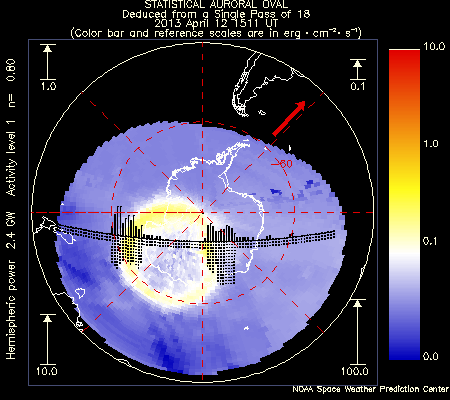 STATISTICAL AURORAL OVAL
Deduced from a Single Pass of 18
2013 April 12 1511 UT
(Color bar and reference scales are in erg·cm⁻²·s⁻¹)
1.0
0.1
10.0
1.0
0.1
0.0
-60
10.0
100.0
Hemispheric power 2.4 GW Activity level 1 n= 0.80
NOAA Space Weather Prediction Center